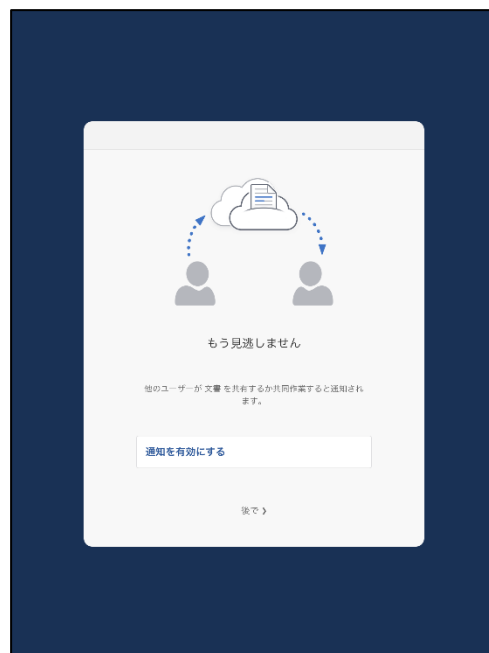 もう見逃しません
他のユーザーが 文書 を共有するか共同作業すると通知され
ます。
通知を有効にする
後で ❯